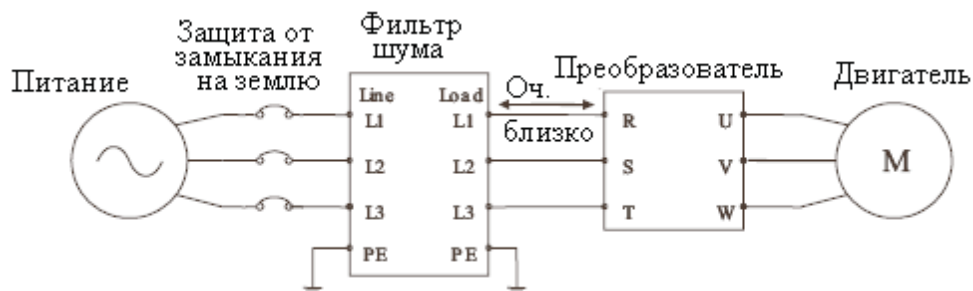 Питание
Защита от
замыкания
на землю
Фильтр
шума
Line Load
L1 L1
L2 L2
L3 L3
PE PE
Оч.
близко
Преобразователь
R U
S V
T W
Двигатель
M